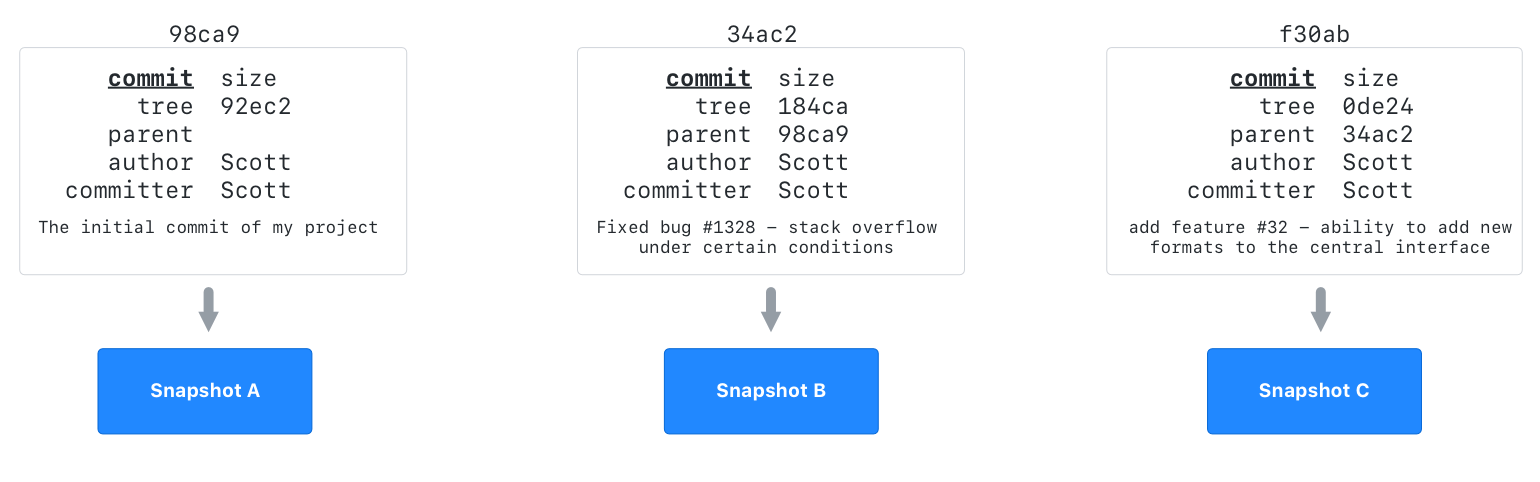 98ca9
commit size
tree 92ec2
parent
author Scott
committer Scott
The initial commit of my project
Snapshot A
34ac2
commit size
tree 184ca
parent 98ca9
author Scott
committer Scott
Fixed bug #1328 – stack overflow
under certain conditions
Snapshot B
f30ab
commit size
tree 0de24
parent 34ac2
author Scott
committer Scott
add feature #32 – ability to add new
formats to the central interface
Snapshot C